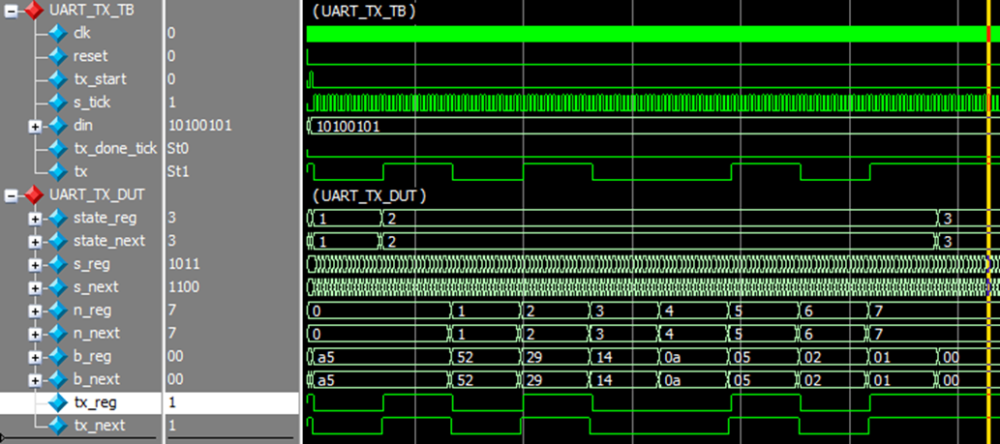 UART_TX_TB (UART_TX_TB)
clk 0
reset 0
tx_start 0
s_tick 1
din 10100101 10100101
tx_done_tick St0
tx St1
UART_TX_DUT (UART_TX_DUT)
state_reg 3 1 2 3
state_next 3 1 2 3
s_reg 1011
s_next 1100
n_reg 7 0 1 2 3 4 5 6 7
n_next 7 0 1 2 3 4 5 6 7
b_reg 00 a5 52 29 14 0a 05 02 01 00
b_next 00 a5 52 29 14 0a 05 02 01 00
tx_reg 1
tx_next 1